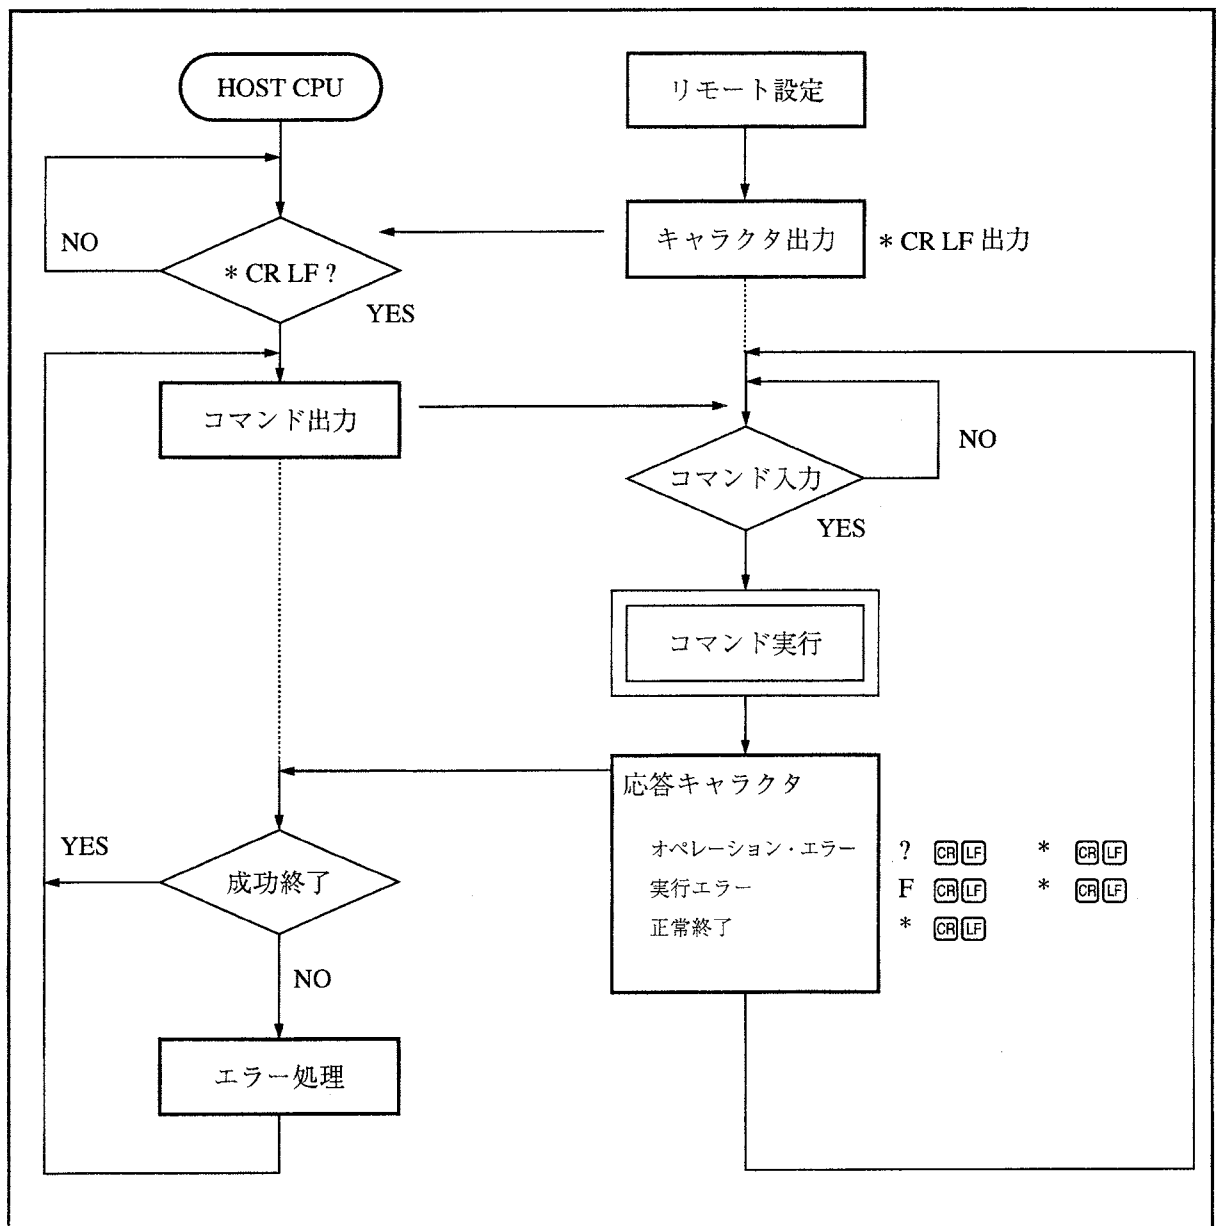 HOST CPU
リモート設定
NO
* CR LF ?
YES
キャラクタ出力
* CR LF 出力
コマンド出力
NO
コマンド入力
YES
コマンド実行
応答キャラクタ
オペレーション・エラー ? CR LF * CR LF
実行エラー F CR LF * CR LF
正常終了 * CR LF
YES
成功終了
NO
エラー処理